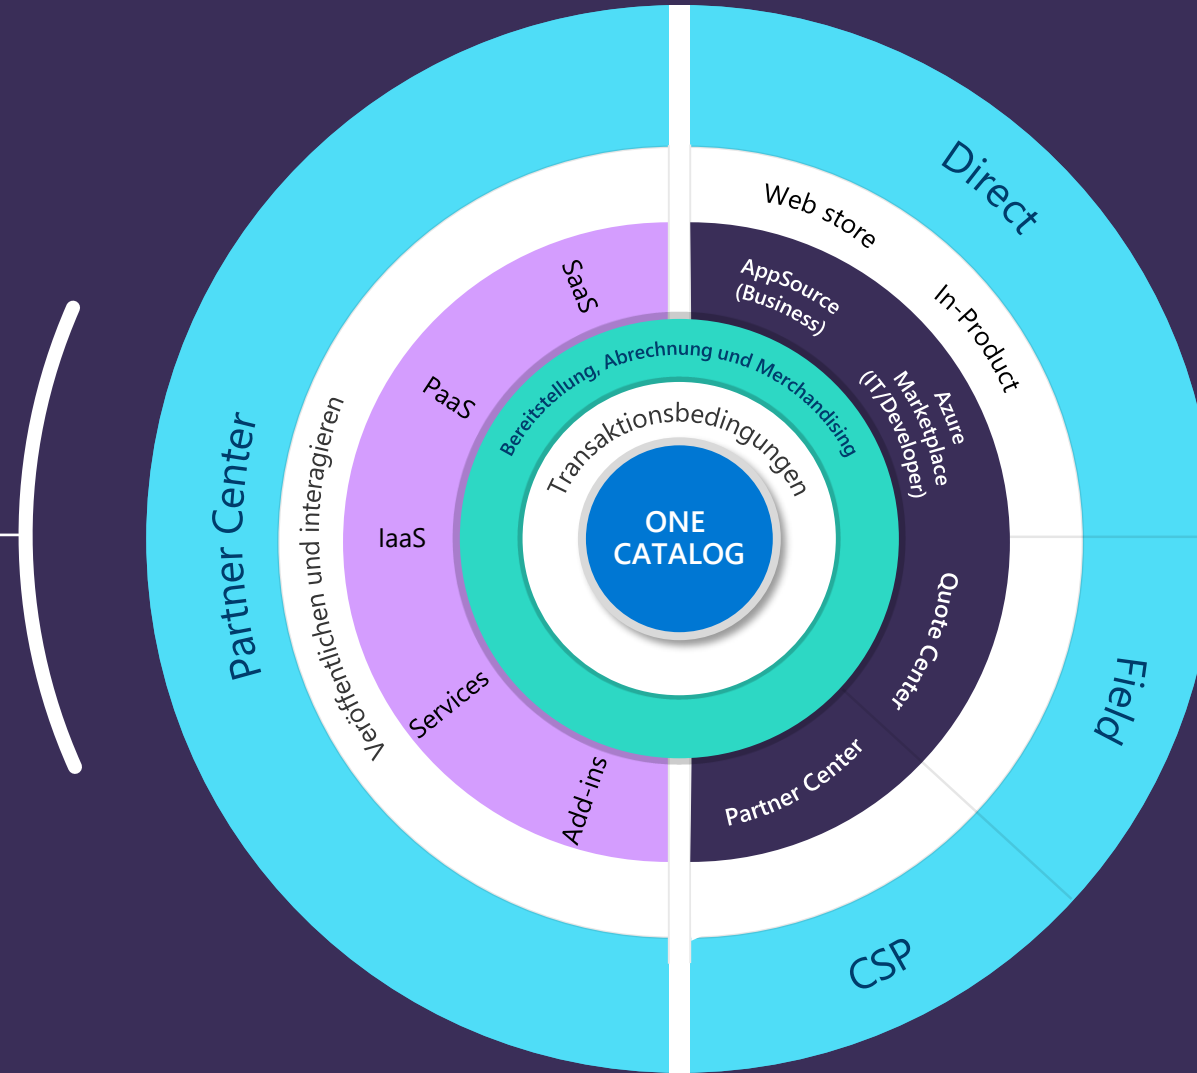 Partner Center
Veröffentlichen und interagieren
SaaS
PaaS
IaaS
Services
Add-ins
Bereitstellung, Abrechnung und Merchandising
Transaktionsbedingungen
ONE
CATALOG
Direct
Web store
In-Product
AppSource
(Business)
Azure
Marketplace
(IT/Developer)
Quote Center
Field
Partner Center
CSP